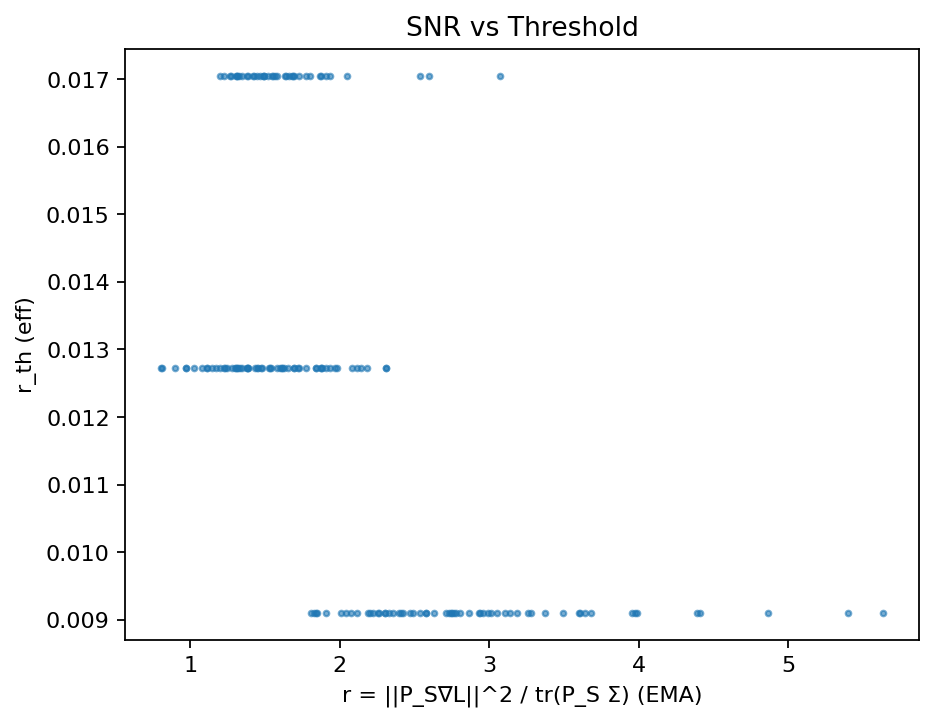 SNR vs Threshold
0.017
0.016
0.015
0.014
0.013
0.012
0.011
0.010
0.009
r_th (eff)
1 2 3 4 5
r = ||P_S∇L||^2 / tr(P_S Σ) (EMA)